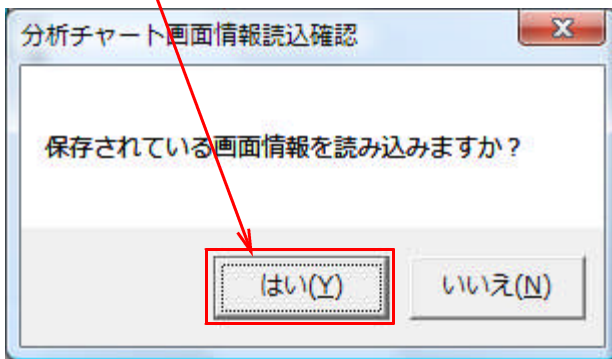 分析チャート画面情報読込確認
保存されている画面情報を読み込みますか？
はい(Y)
いいえ(N)